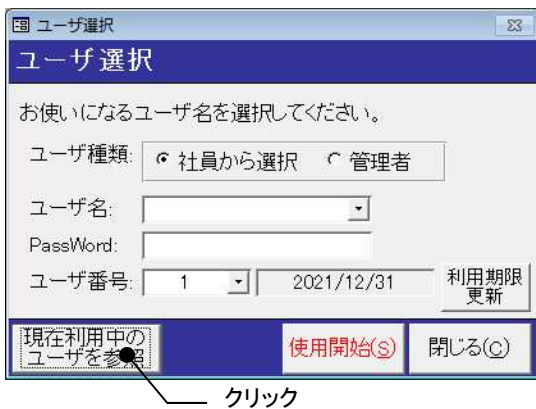 ユーザ選択
ユーザ選択
お使いになるユーザ名を選択してください。
ユーザ種類: 社員から選択 管理者
ユーザ名:
PassWord:
ユーザ番号: 1 2021/12/31 利用期限
更新
現在利用中の
ユーザを参照
使用開始(S) 閉じる(C)
クリック